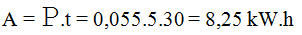 A = P.t = 0,055.5.30 = 8,25 kW.h